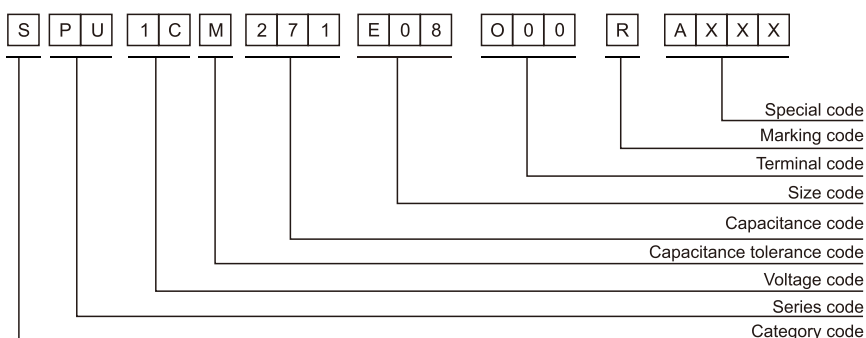 S P U 1 C M 2 7 1 E 0 8 O 0 0 R A X X X
Special code
Marking code
Terminal code
Size code
Capacitance code
Capacitance tolerance code
Voltage code
Series code
Category code